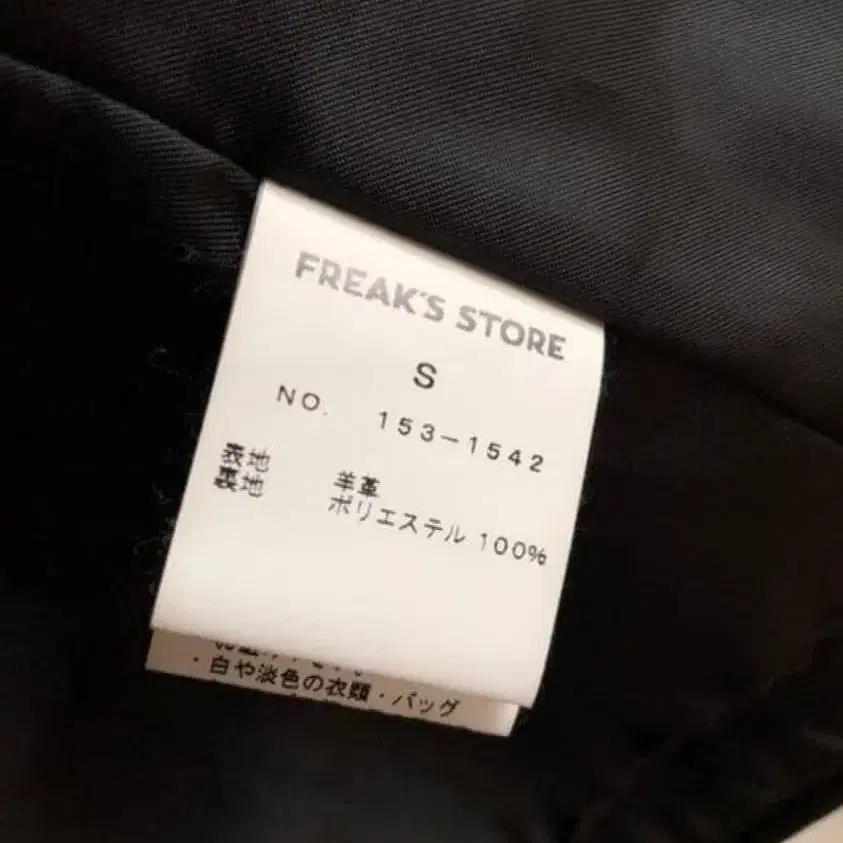 FREAK'S STORE
S
NO. 153-1542
表地 羊革
裏地 ポリエステル 100%
・白や淡色の衣類・バッグ